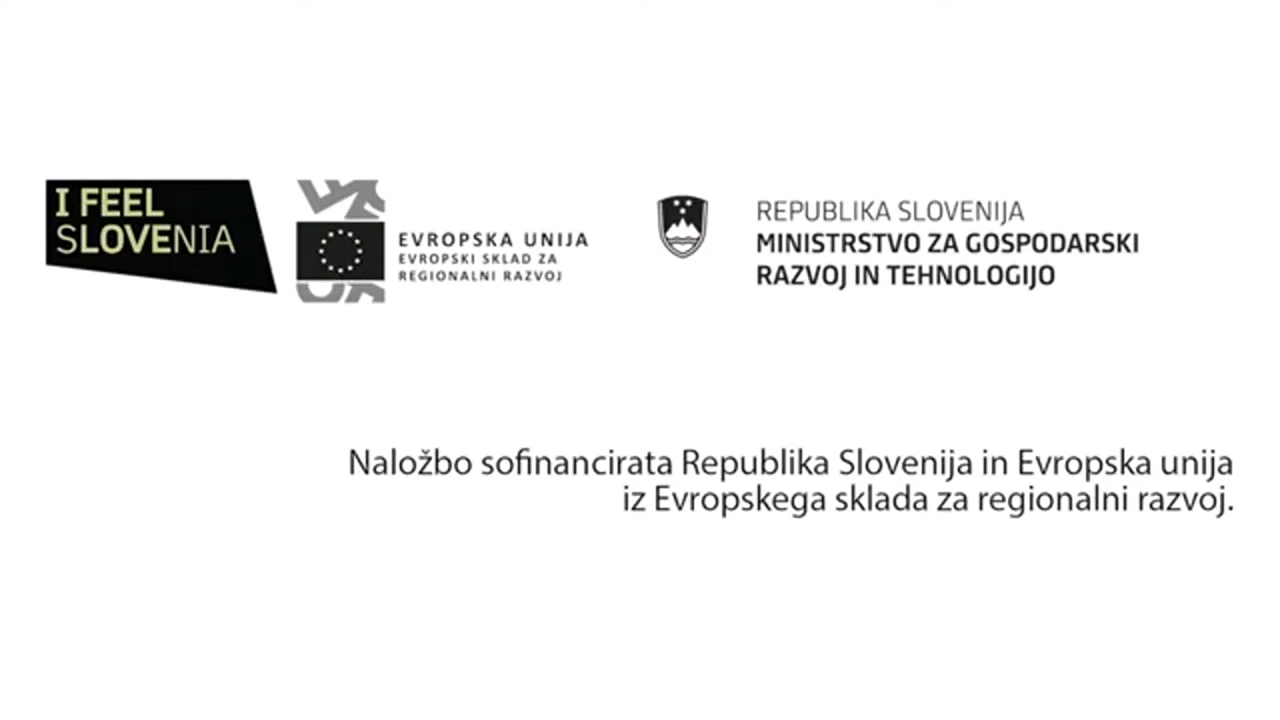 I FEEL
SLOVENIA
EVROPSKA UNIJA
EVROPSKI SKLAD ZA
REGIONALNI RAZVOJ
REPUBLIKA SLOVENIJA
MINISTRSTVO ZA GOSPODARSKI
RAZVOJ IN TEHNOLOGIJO
Naložbo sofinancirata Republika Slovenija in Evropska unija
iz Evropskega sklada za regionalni razvoj.